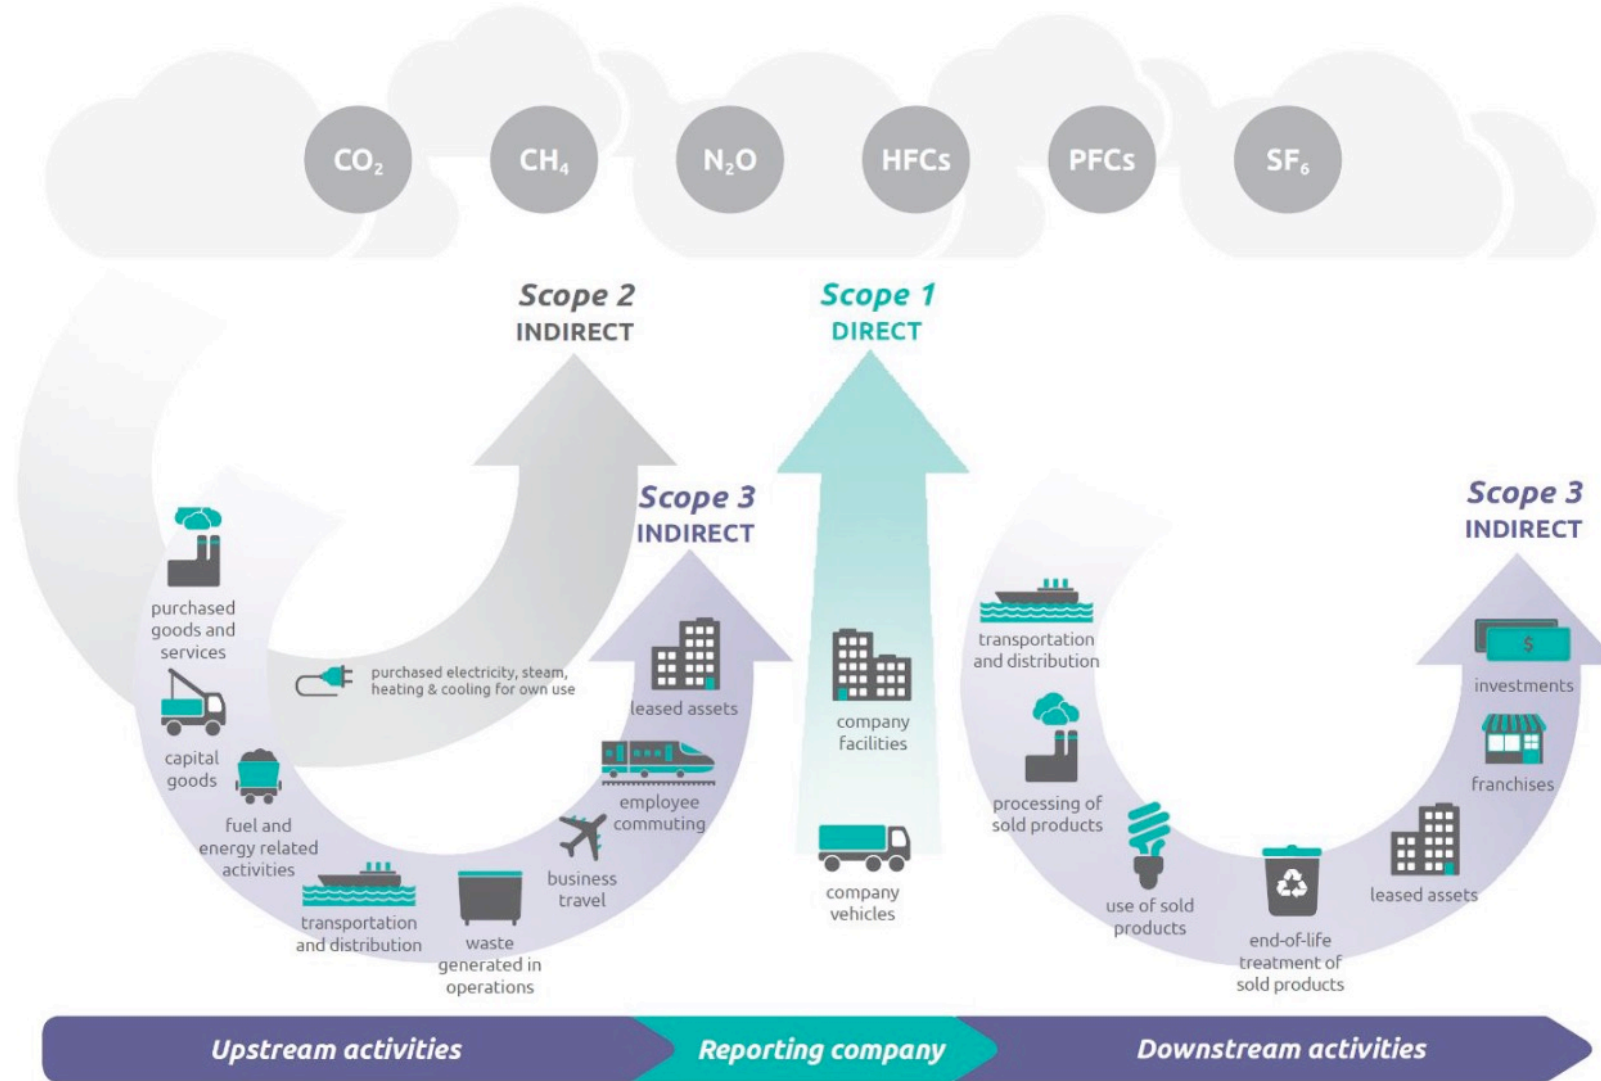 CO₂
CH₄
N₂O
HFCs
PFCs
SF₆
Scope 2
INDIRECT
Scope 1
DIRECT
Scope 3
INDIRECT
Scope 3
INDIRECT
purchased
goods and
services
capital
goods
fuel and
energy related
activities
transportation
and distribution
waste
generated in
operations
business
travel
employee
commuting
leased assets
purchased electricity, steam,
heating & cooling for own use
company
facilities
company
vehicles
transportation
and distribution
processing of
sold products
use of sold
products
end-of-life
treatment of
sold products
leased assets
franchises
$
investments
Upstream activities
Reporting company
Downstream activities